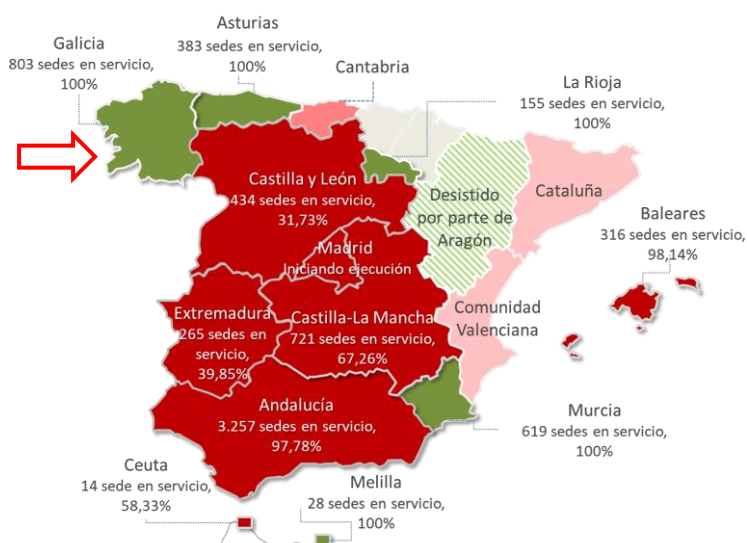 Asturias
383 sedes en servicio,
100%
Galicia
803 sedes en servicio,
100%
Cantabria
La Rioja
155 sedes en servicio,
100%
Castilla y León
434 sedes en servicio,
31,73%
Desistido
por parte de
Aragón
Cataluña
Baleares
316 sedes en servicio,
98,14%
Madrid
Iniciando ejecución
Extremadura
265 sedes en
servicio,
39,85%
Castilla-La Mancha
721 sedes en servicio,
67,26%
Comunidad
Valenciana
Andalucía
3.257 sedes en servicio,
97,78%
Murcia
619 sedes en servicio,
100%
Ceuta
14 sede en servicio,
58,33%
Melilla
28 sedes en servicio,
100%